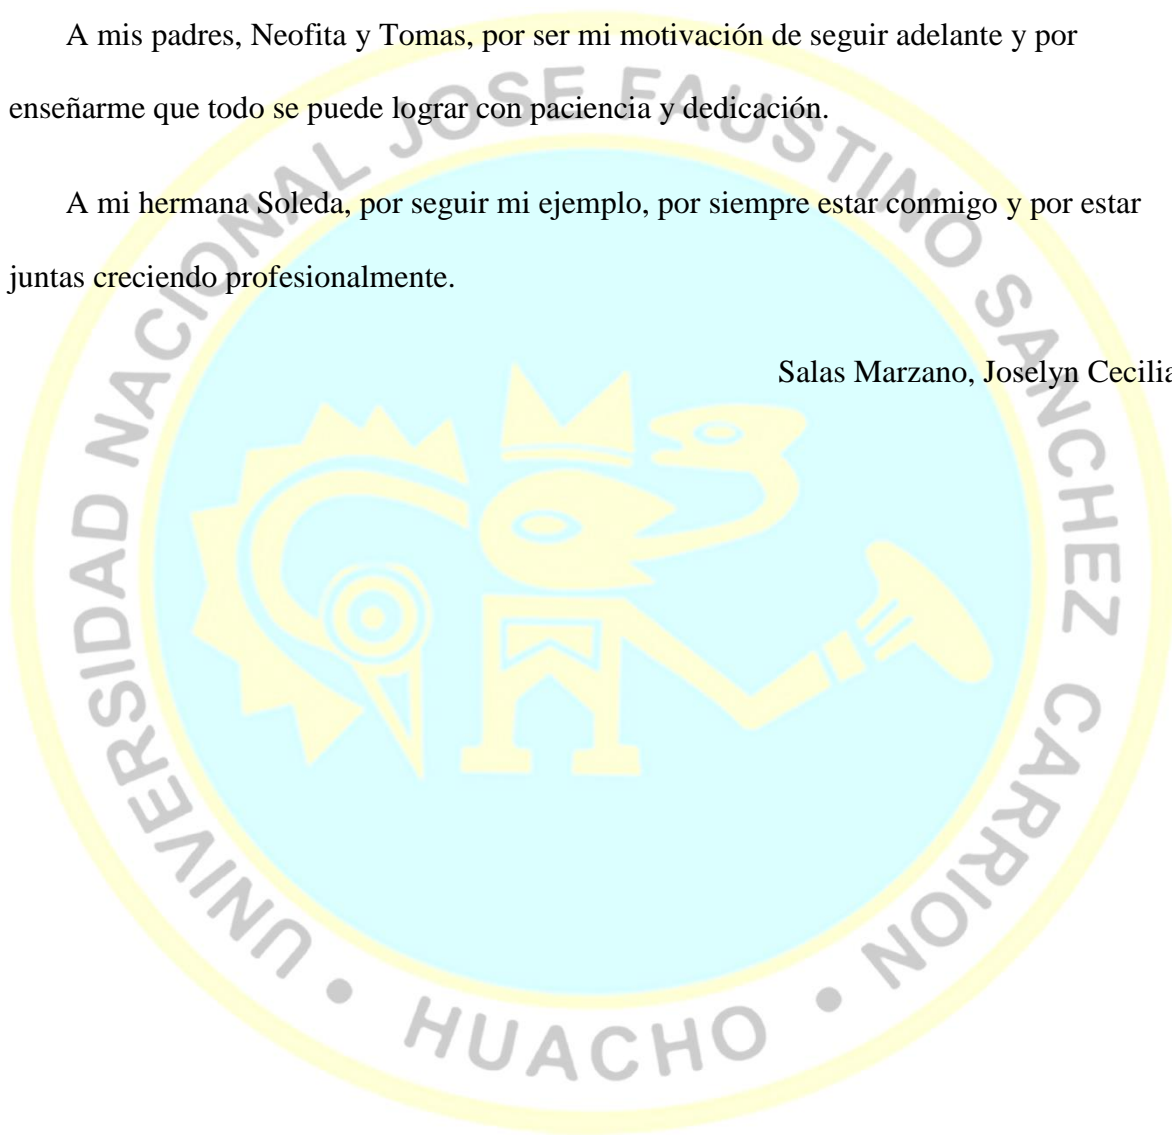 A mis padres, Neofita y Tomas, por ser mi motivación de seguir adelante y por
enseñarme que todo se puede lograr con paciencia y dedicación.
A mi hermana Soleda, por seguir mi ejemplo, por siempre estar conmigo y por estar
juntas creciendo profesionalmente.
Salas Marzano, Joselyn Cecilia
UNIVERSIDAD NACIONAL JOSE FAUSTINO SANCHEZ CARRION • HUACHO •